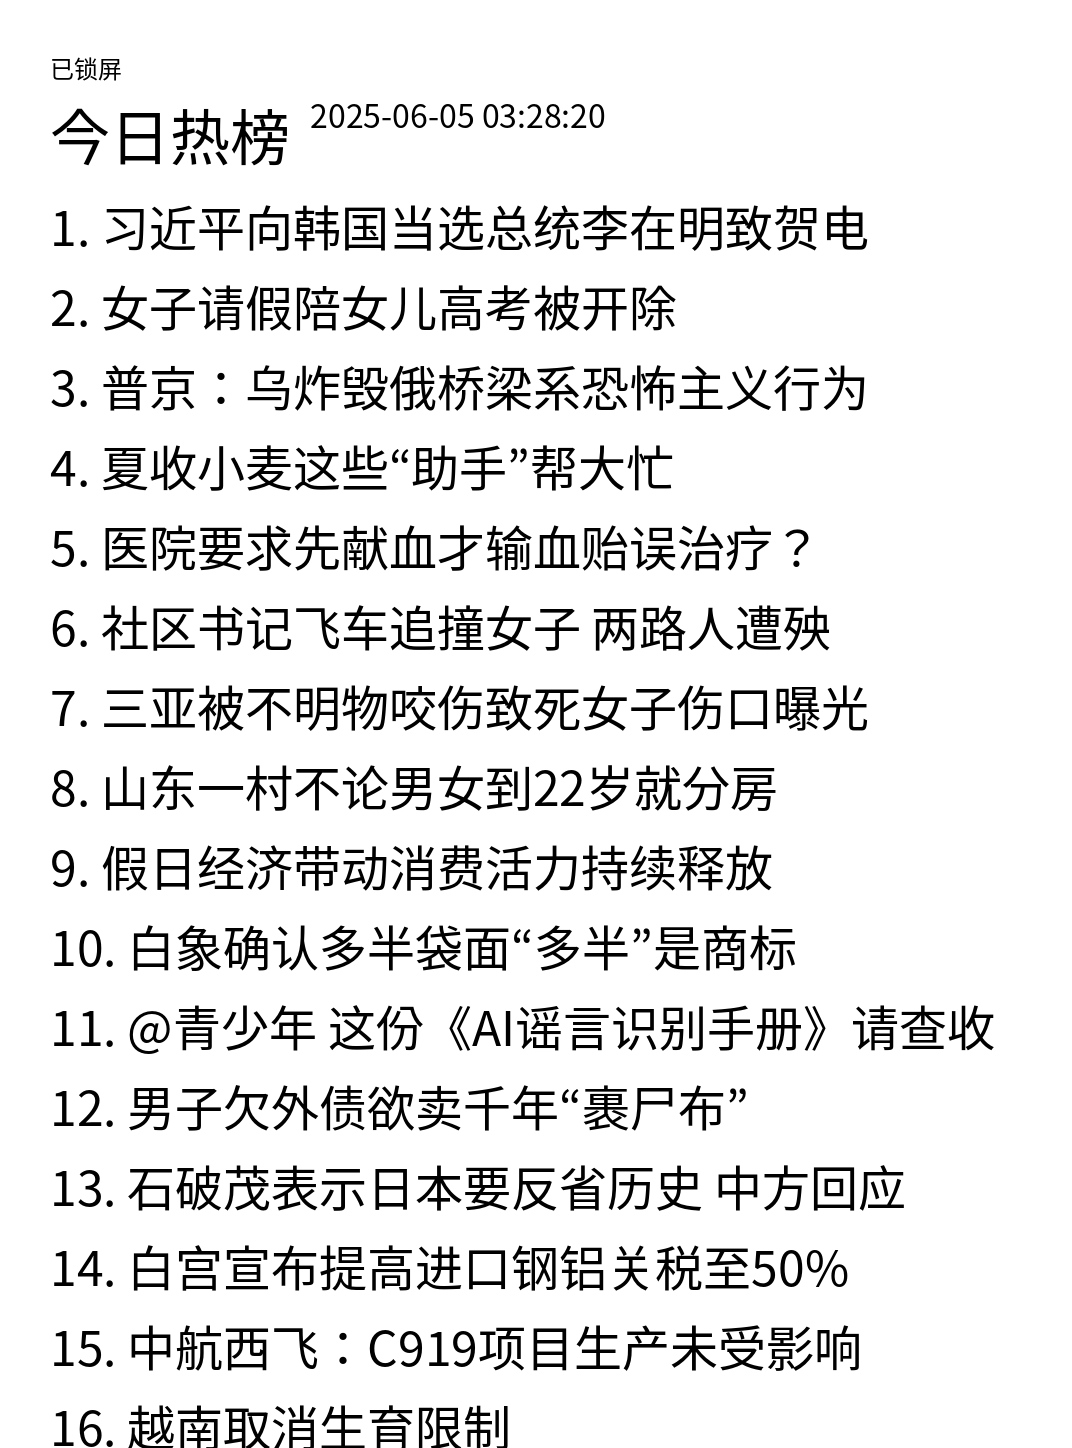 已锁屏
今日热榜 2025-06-05 03:28:20
1. 习近平向韩国当选总统李在明致贺电
2. 女子请假陪女儿高考被开除
3. 普京：乌炸毁俄桥梁系恐怖主义行为
4. 夏收小麦这些“助手”帮大忙
5. 医院要求先献血才输血贻误治疗？
6. 社区书记飞车追撞女子 两路人遭殃
7. 三亚被不明物咬伤致死女子伤口曝光
8. 山东一村不论男女到22岁就分房
9. 假日经济带动消费活力持续释放
10. 白象确认多半袋面“多半”是商标
11. @青少年 这份《AI谣言识别手册》请查收
12. 男子欠外债欲卖千年“裹尸布”
13. 石破茂表示日本要反省历史 中方回应
14. 白宫宣布提高进口钢铝关税至50%
15. 中航西飞：C919项目生产未受影响
16. 越南取消生育限制